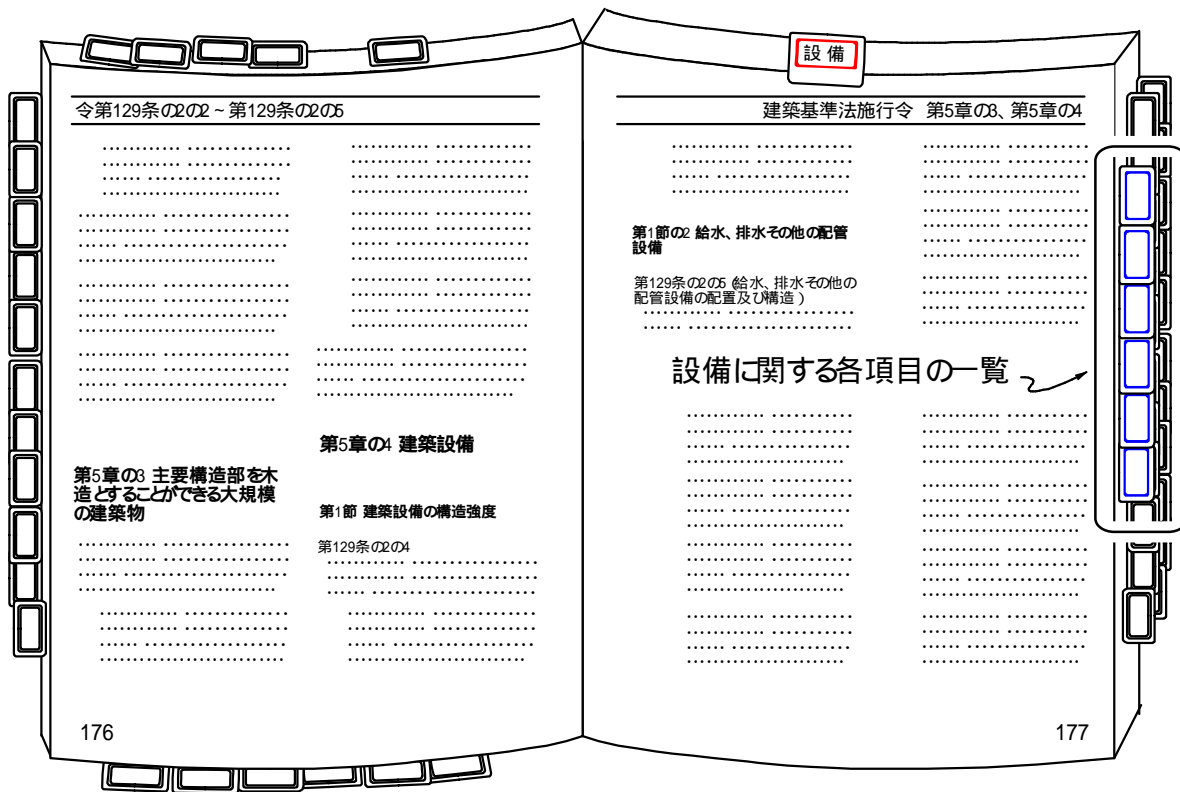 設備
令第129条の2の2~第129条の2の5
建築基準法施行令 第5章の3、第5章の4
第5章の3 主要構造部を木
造とすることができる大規模
の建築物
第5章の4 建築設備
第1節 建築設備の構造強度
第129条の2の4
176
第1節の2 給水、排水その他の配管
設備
第129条の2の5 (給水、排水その他の
配管設備の配置及び構造)
設備に関する各項目の一覧
177